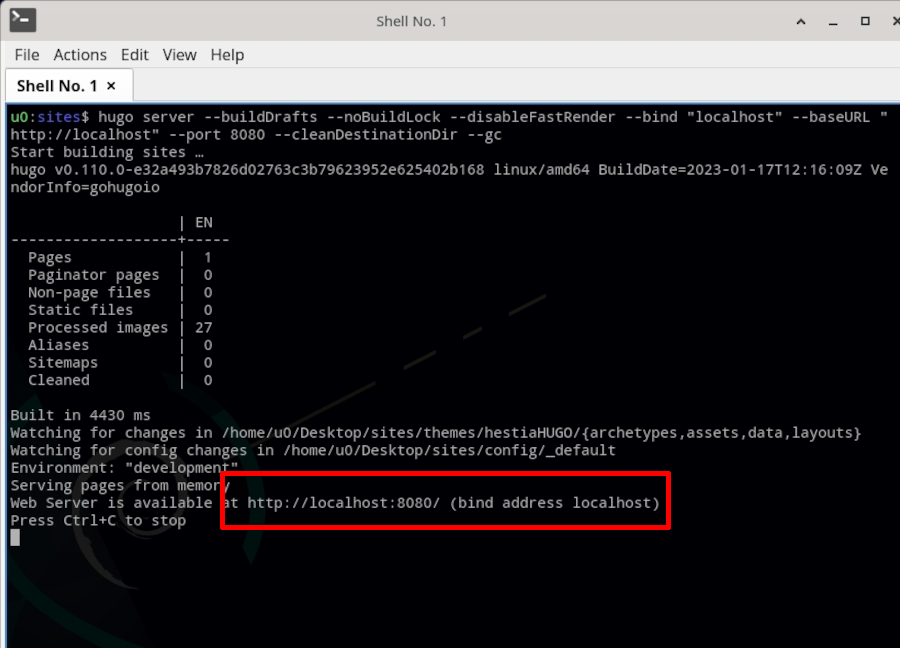 Shell No. 1
File Actions Edit View Help
Shell No. 1 ×
u0:sites$ hugo server --buildDrafts --noBuildLock --disableFastRender --bind "localhost" --baseURL "
http://localhost" --port 8080 --cleanDestinationDir --gc
Start building sites …
hugo v0.110.0-e32a493b7826d02763c3b79623952e625402b168 linux/amd64 BuildDate=2023-01-17T12:16:09Z Ve
ndorInfo=gohugoio
                   | EN
-------------------+-----
  Pages            |  1
  Paginator pages  |  0
  Non-page files   |  0
  Static files     |  0
  Processed images | 27
  Aliases          |  0
  Sitemaps         |  0
  Cleaned          |  0
Built in 4430 ms
Watching for changes in /home/u0/Desktop/sites/themes/hestiaHUGO/{archetypes,assets,data,layouts}
Watching for config changes in /home/u0/Desktop/sites/config/_default
Environment: "development"
Serving pages from memory
Web Server is available at http://localhost:8080/ (bind address localhost)
Press Ctrl+C to stop